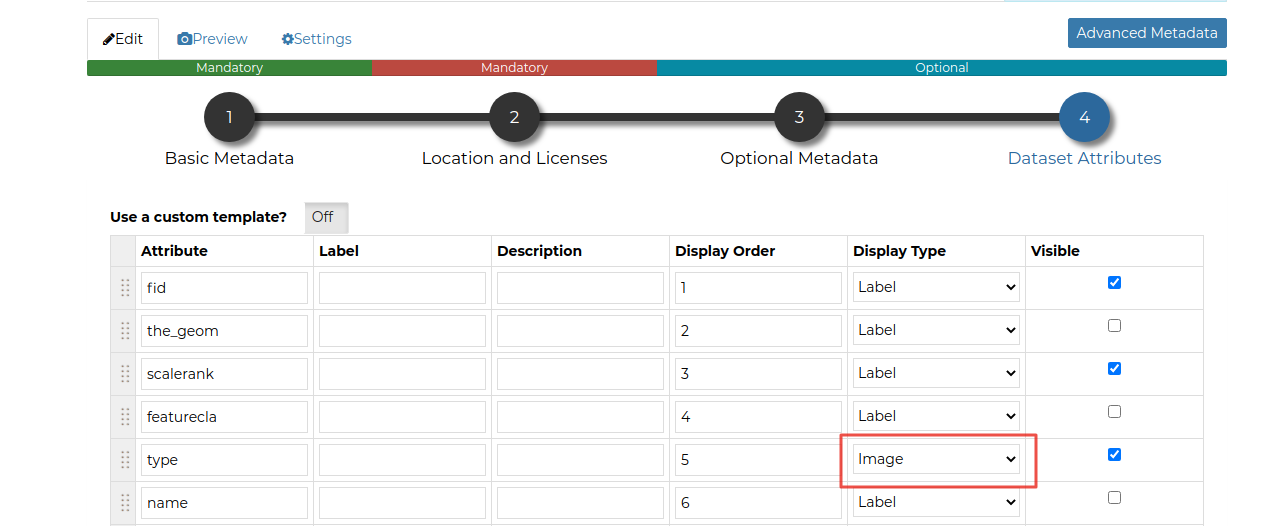 Edit Preview Settings Advanced Metadata
Mandatory Mandatory Optional
1 2 3 4
Basic Metadata Location and Licenses Optional Metadata Dataset Attributes
Use a custom template? Off
Attribute Label Description Display Order Display Type Visible
fid 1 Label
the_geom 2 Label
scalerank 3 Label
featurecla 4 Label
type 5 Image
name 6 Label